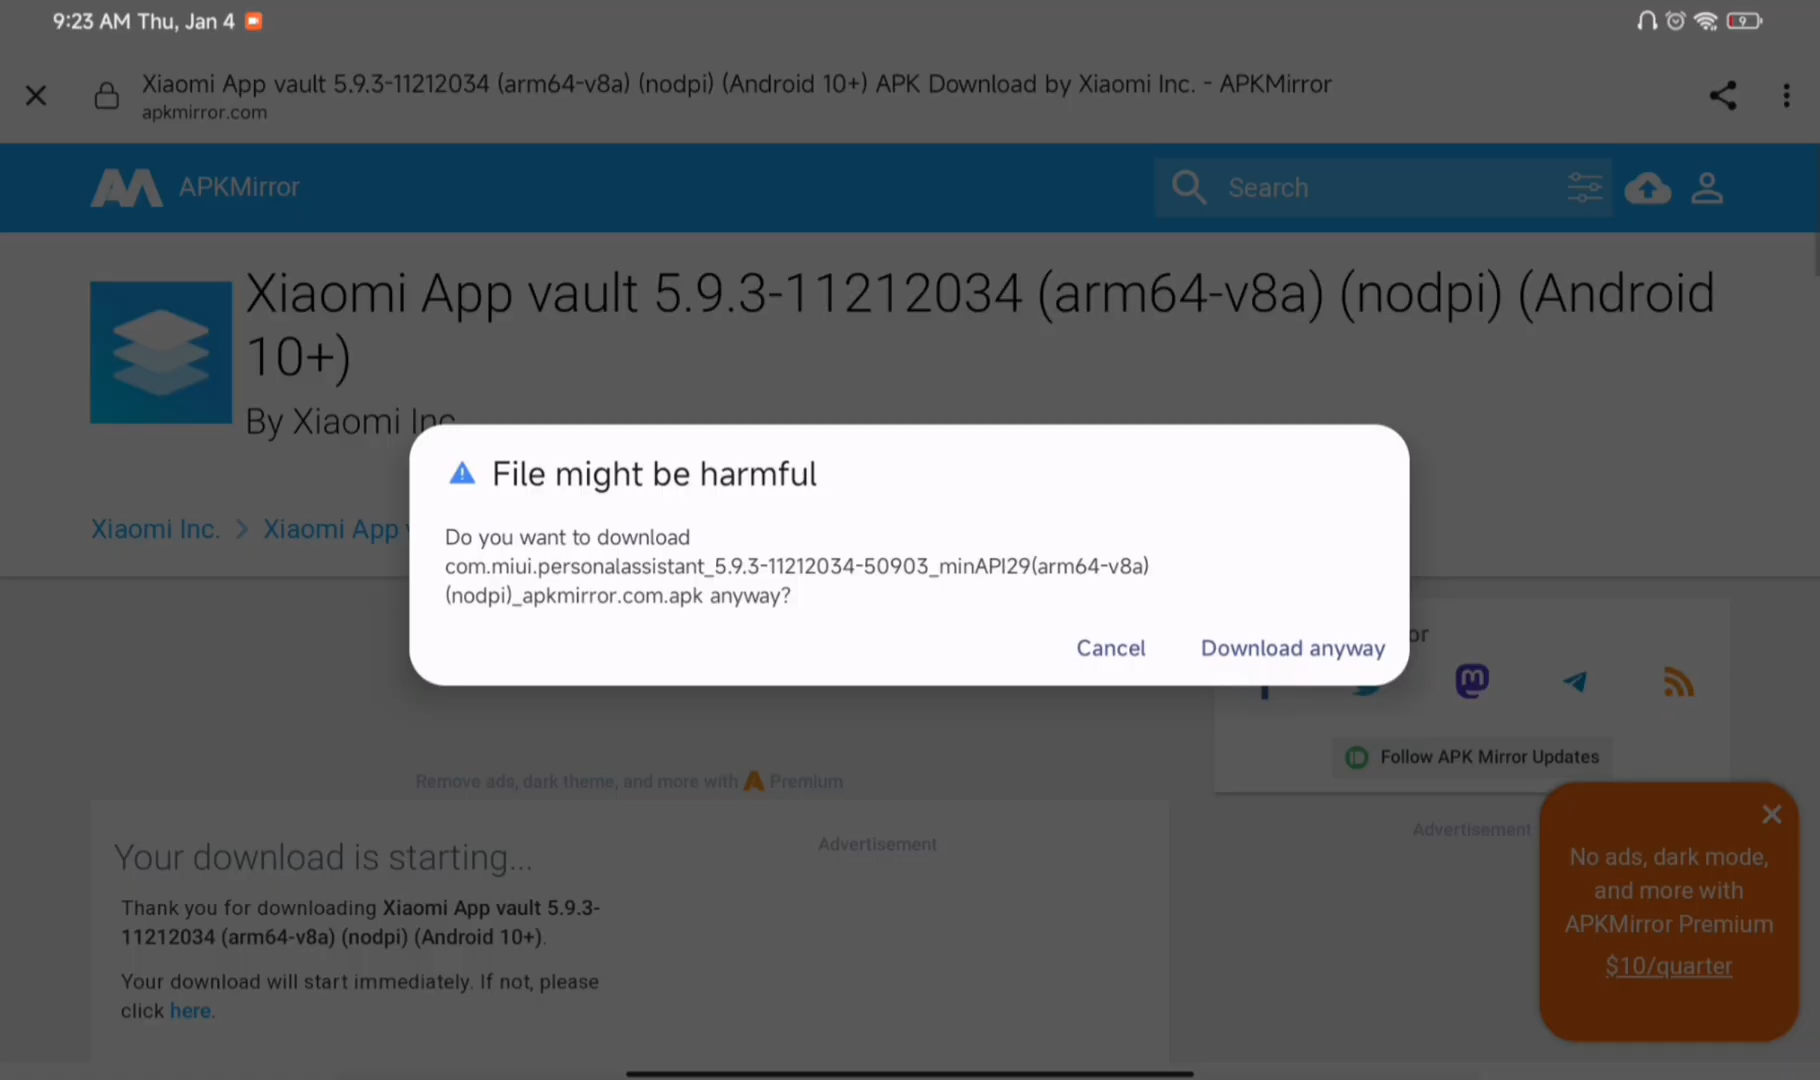 9:23 AM Thu, Jan 4
9
Xiaomi App vault 5.9.3-11212034 (arm64-v8a) (nodpi) (Android 10+) APK Download by Xiaomi Inc. - APKMirror
apkmirror.com
APKMirror
Search
Xiaomi App vault 5.9.3-11212034 (arm64-v8a) (nodpi) (Android
10+)
By Xiaomi Inc
Xiaomi Inc. > Xiaomi App
File might be harmful
Do you want to download
com.miui.personalassistant_5.9.3-11212034-50903_minAPI29(arm64-v8a)
(nodpi)_apkmirror.com.apk anyway?
Cancel Download anyway
Follow APK Mirror Updates
Remove ads, dark theme, and more with Premium
Your download is starting...
Thank you for downloading Xiaomi App vault 5.9.3-
11212034 (arm64-v8a) (nodpi) (Android 10+).
Your download will start immediately. If not, please
click here.
Advertisement
Advertisement
No ads, dark mode,
and more with
APKMirror Premium
$10/quarter